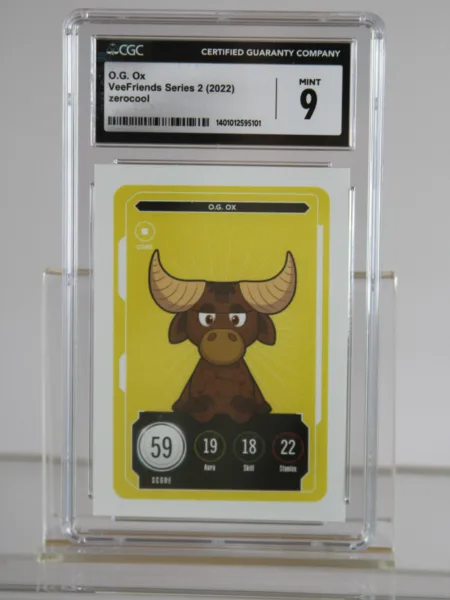 CGC
CERTIFIED GUARANTY COMPANY
O.G. Ox
VeeFriends Series 2 (2022)
zerocool
MINT
9
1401012595101
O.G. OX
CORE
59
SCORE
19
Aura
18
Skill
22
Stamina